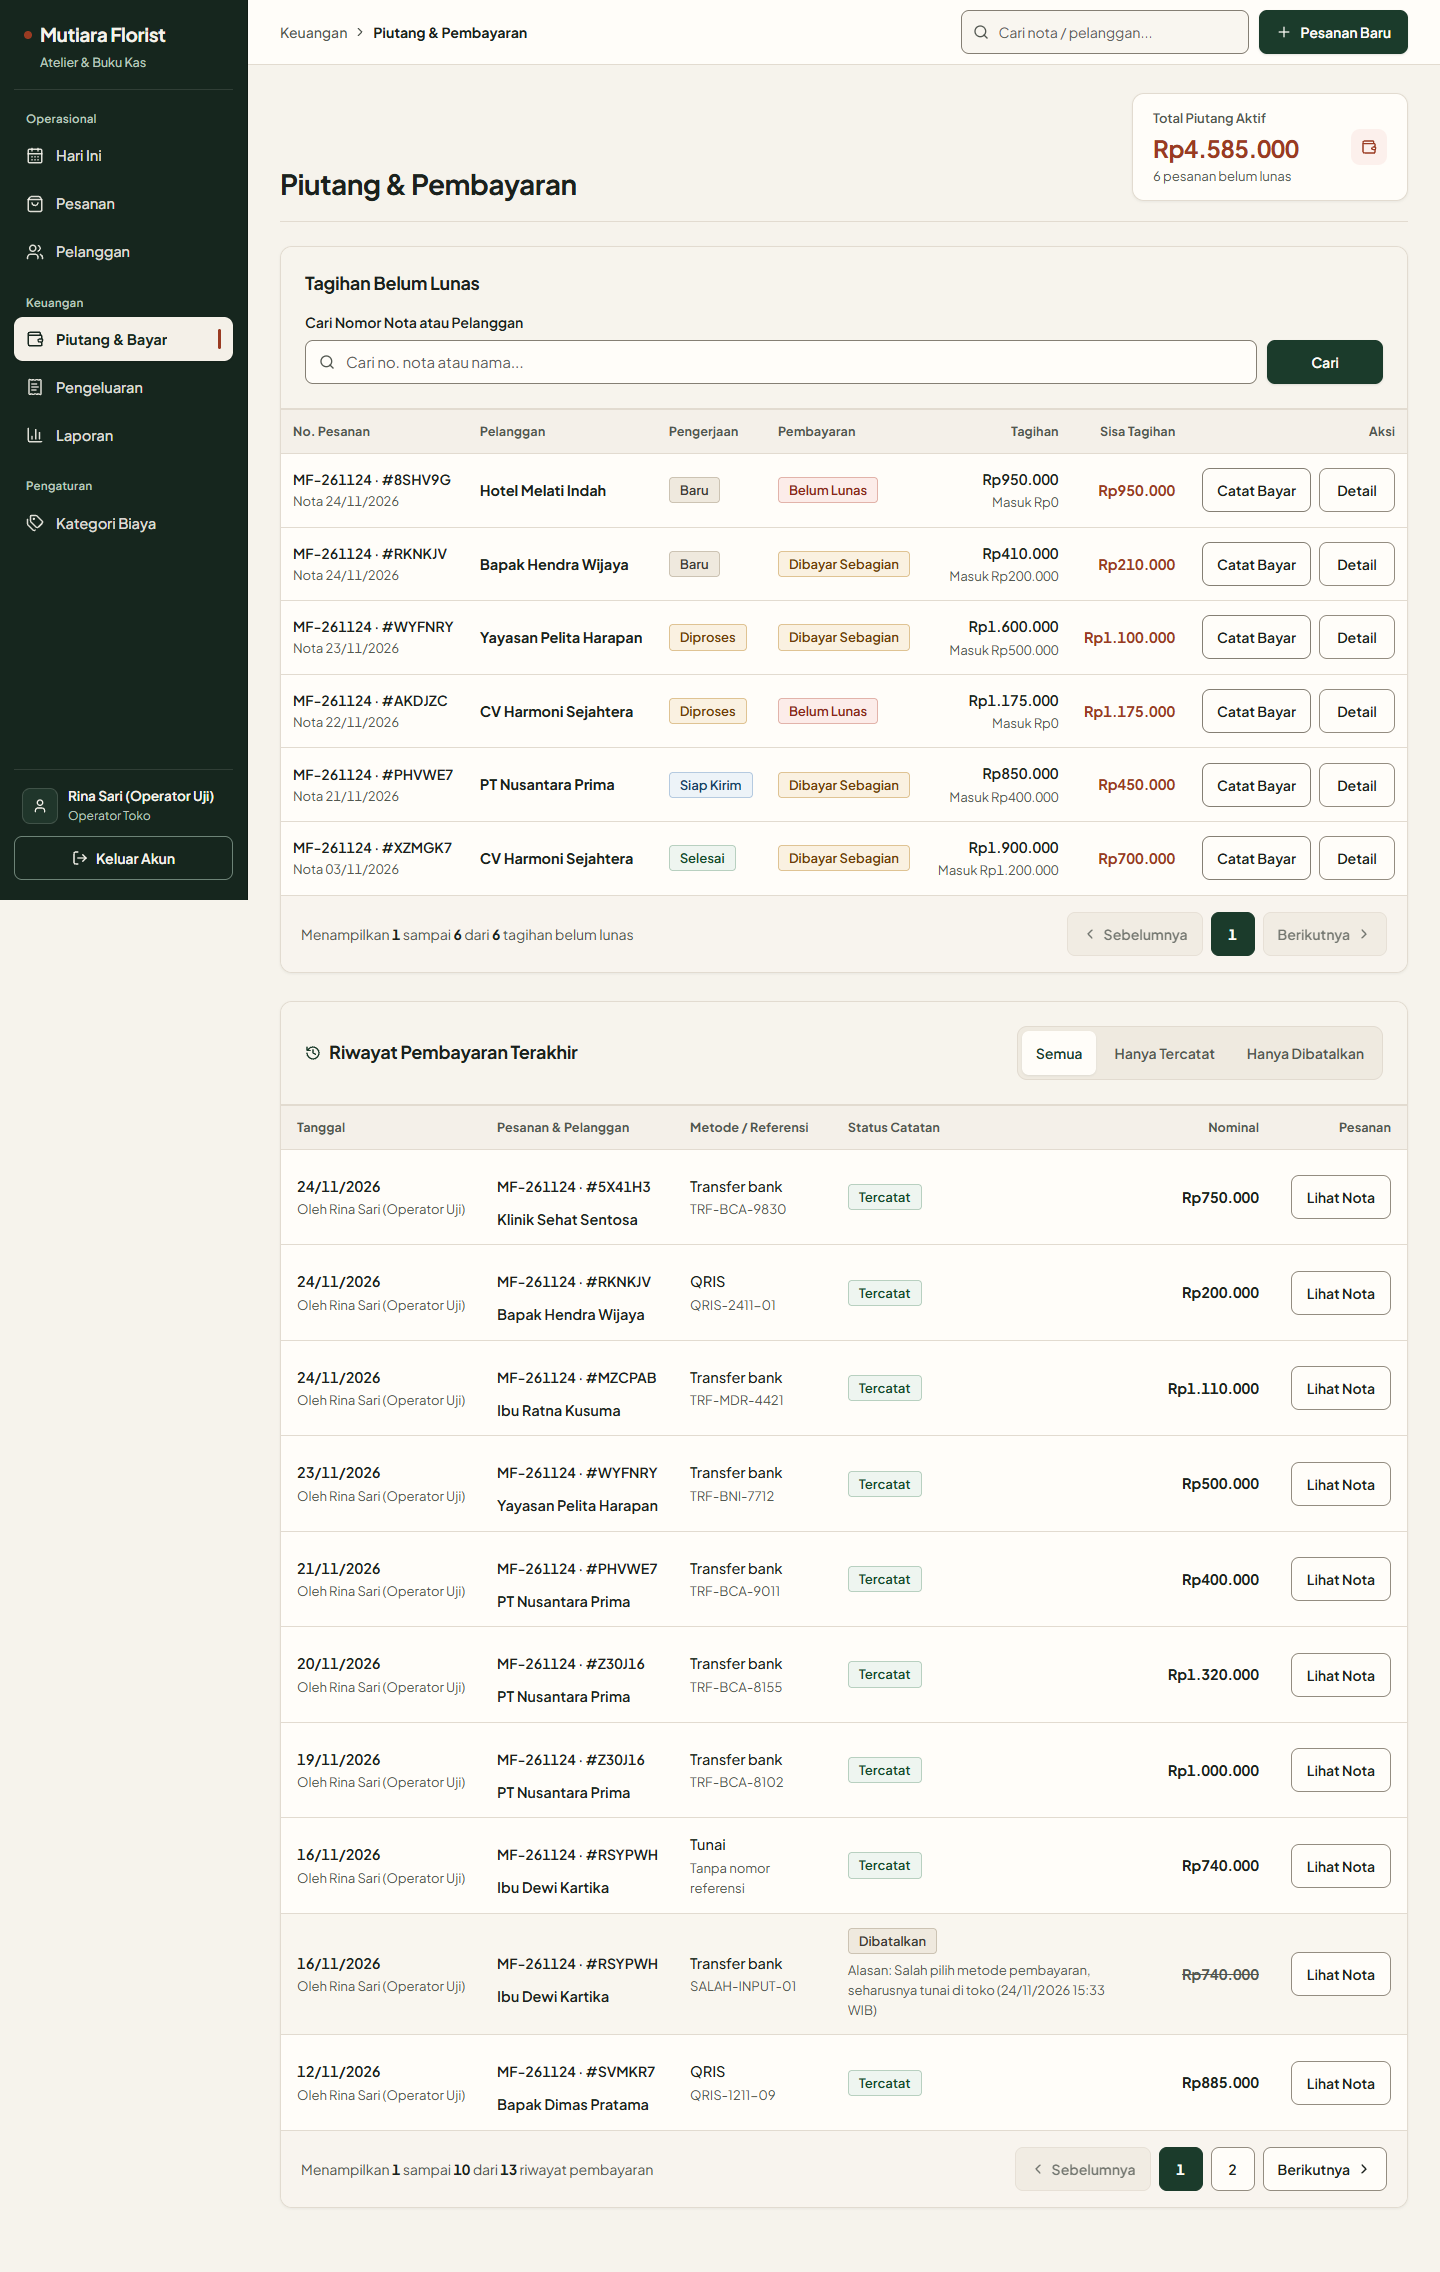 Mutiara Florist
Atelier & Buku Kas
Operasional
Hari Ini
Pesanan
Pelanggan
Keuangan
Piutang & Bayar
Pengeluaran
Laporan
Pengaturan
Kategori Biaya
Rina Sari (Operator Uji)
Operator Toko
Keluar Akun
Keuangan > Piutang & Pembayaran
Cari nota / pelanggan...
+ Pesanan Baru
Piutang & Pembayaran
Total Piutang Aktif
Rp4.585.000
6 pesanan belum lunas
Tagihan Belum Lunas
Cari Nomor Nota atau Pelanggan
Cari no. nota atau nama...
Cari
No. Pesanan Pelanggan Pengerjaan Pembayaran Tagihan Sisa Tagihan Aksi
MF-261124 · #8SHV9G
Nota 24/11/2026
Hotel Melati Indah
Baru
Belum Lunas
Rp950.000
Masuk Rp0
Rp950.000
Catat Bayar
Detail
MF-261124 · #RKNKJV
Nota 24/11/2026
Bapak Hendra Wijaya
Baru
Dibayar Sebagian
Rp410.000
Masuk Rp200.000
Rp210.000
Catat Bayar
Detail
MF-261124 · #WYFNRY
Nota 23/11/2026
Yayasan Pelita Harapan
Diproses
Dibayar Sebagian
Rp1.600.000
Masuk Rp500.000
Rp1.100.000
Catat Bayar
Detail
MF-261124 · #AKDJZC
Nota 22/11/2026
CV Harmoni Sejahtera
Diproses
Belum Lunas
Rp1.175.000
Masuk Rp0
Rp1.175.000
Catat Bayar
Detail
MF-261124 · #PHVWE7
Nota 21/11/2026
PT Nusantara Prima
Siap Kirim
Dibayar Sebagian
Rp850.000
Masuk Rp400.000
Rp450.000
Catat Bayar
Detail
MF-261124 · #XZMGK7
Nota 03/11/2026
CV Harmoni Sejahtera
Selesai
Dibayar Sebagian
Rp1.900.000
Masuk Rp1.200.000
Rp700.000
Catat Bayar
Detail
Menampilkan 1 sampai 6 dari 6 tagihan belum lunas
< Sebelumnya 1 Berikutnya >
Riwayat Pembayaran Terakhir
Semua Hanya Tercatat Hanya Dibatalkan
Tanggal Pesanan & Pelanggan Metode / Referensi Status Catatan Nominal Pesanan
24/11/2026
Oleh Rina Sari (Operator Uji)
MF-261124 · #5X41H3
Klinik Sehat Sentosa
Transfer bank
TRF-BCA-9830
Tercatat
Rp750.000
Lihat Nota
24/11/2026
Oleh Rina Sari (Operator Uji)
MF-261124 · #RKNKJV
Bapak Hendra Wijaya
QRIS
QRIS-2411-01
Tercatat
Rp200.000
Lihat Nota
24/11/2026
Oleh Rina Sari (Operator Uji)
MF-261124 · #MZCPAB
Ibu Ratna Kusuma
Transfer bank
TRF-MDR-4421
Tercatat
Rp1.110.000
Lihat Nota
23/11/2026
Oleh Rina Sari (Operator Uji)
MF-261124 · #WYFNRY
Yayasan Pelita Harapan
Transfer bank
TRF-BNI-7712
Tercatat
Rp500.000
Lihat Nota
21/11/2026
Oleh Rina Sari (Operator Uji)
MF-261124 · #PHVWE7
PT Nusantara Prima
Transfer bank
TRF-BCA-9011
Tercatat
Rp400.000
Lihat Nota
20/11/2026
Oleh Rina Sari (Operator Uji)
MF-261124 · #Z30J16
PT Nusantara Prima
Transfer bank
TRF-BCA-8155
Tercatat
Rp1.320.000
Lihat Nota
19/11/2026
Oleh Rina Sari (Operator Uji)
MF-261124 · #Z30J16
PT Nusantara Prima
Transfer bank
TRF-BCA-8102
Tercatat
Rp1.000.000
Lihat Nota
16/11/2026
Oleh Rina Sari (Operator Uji)
MF-261124 · #RSYPWH
Ibu Dewi Kartika
Tunai
Tanpa nomor
referensi
Tercatat
Rp740.000
Lihat Nota
16/11/2026
Oleh Rina Sari (Operator Uji)
MF-261124 · #RSYPWH
Ibu Dewi Kartika
Transfer bank
SALAH-INPUT-01
Dibatalkan
Alasan: Salah pilih metode pembayaran,
seharusnya tunai di toko (24/11/2026 15:33
WIB)
Rp740.000
Lihat Nota
12/11/2026
Oleh Rina Sari (Operator Uji)
MF-261124 · #SVMKR7
Bapak Dimas Pratama
QRIS
QRIS-1211-09
Tercatat
Rp885.000
Lihat Nota
Menampilkan 1 sampai 10 dari 13 riwayat pembayaran
< Sebelumnya 1 2 Berikutnya >